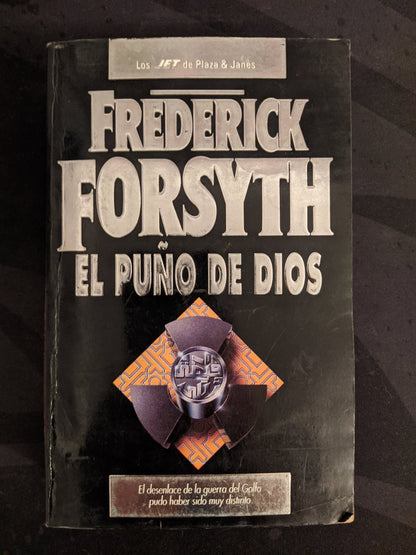 Los JET de Plaza & Janés
FREDERICK
FORSYTH
EL PUÑO DE DIOS
El desenlace de la guerra del Golfo
pudo haber sido muy distinto